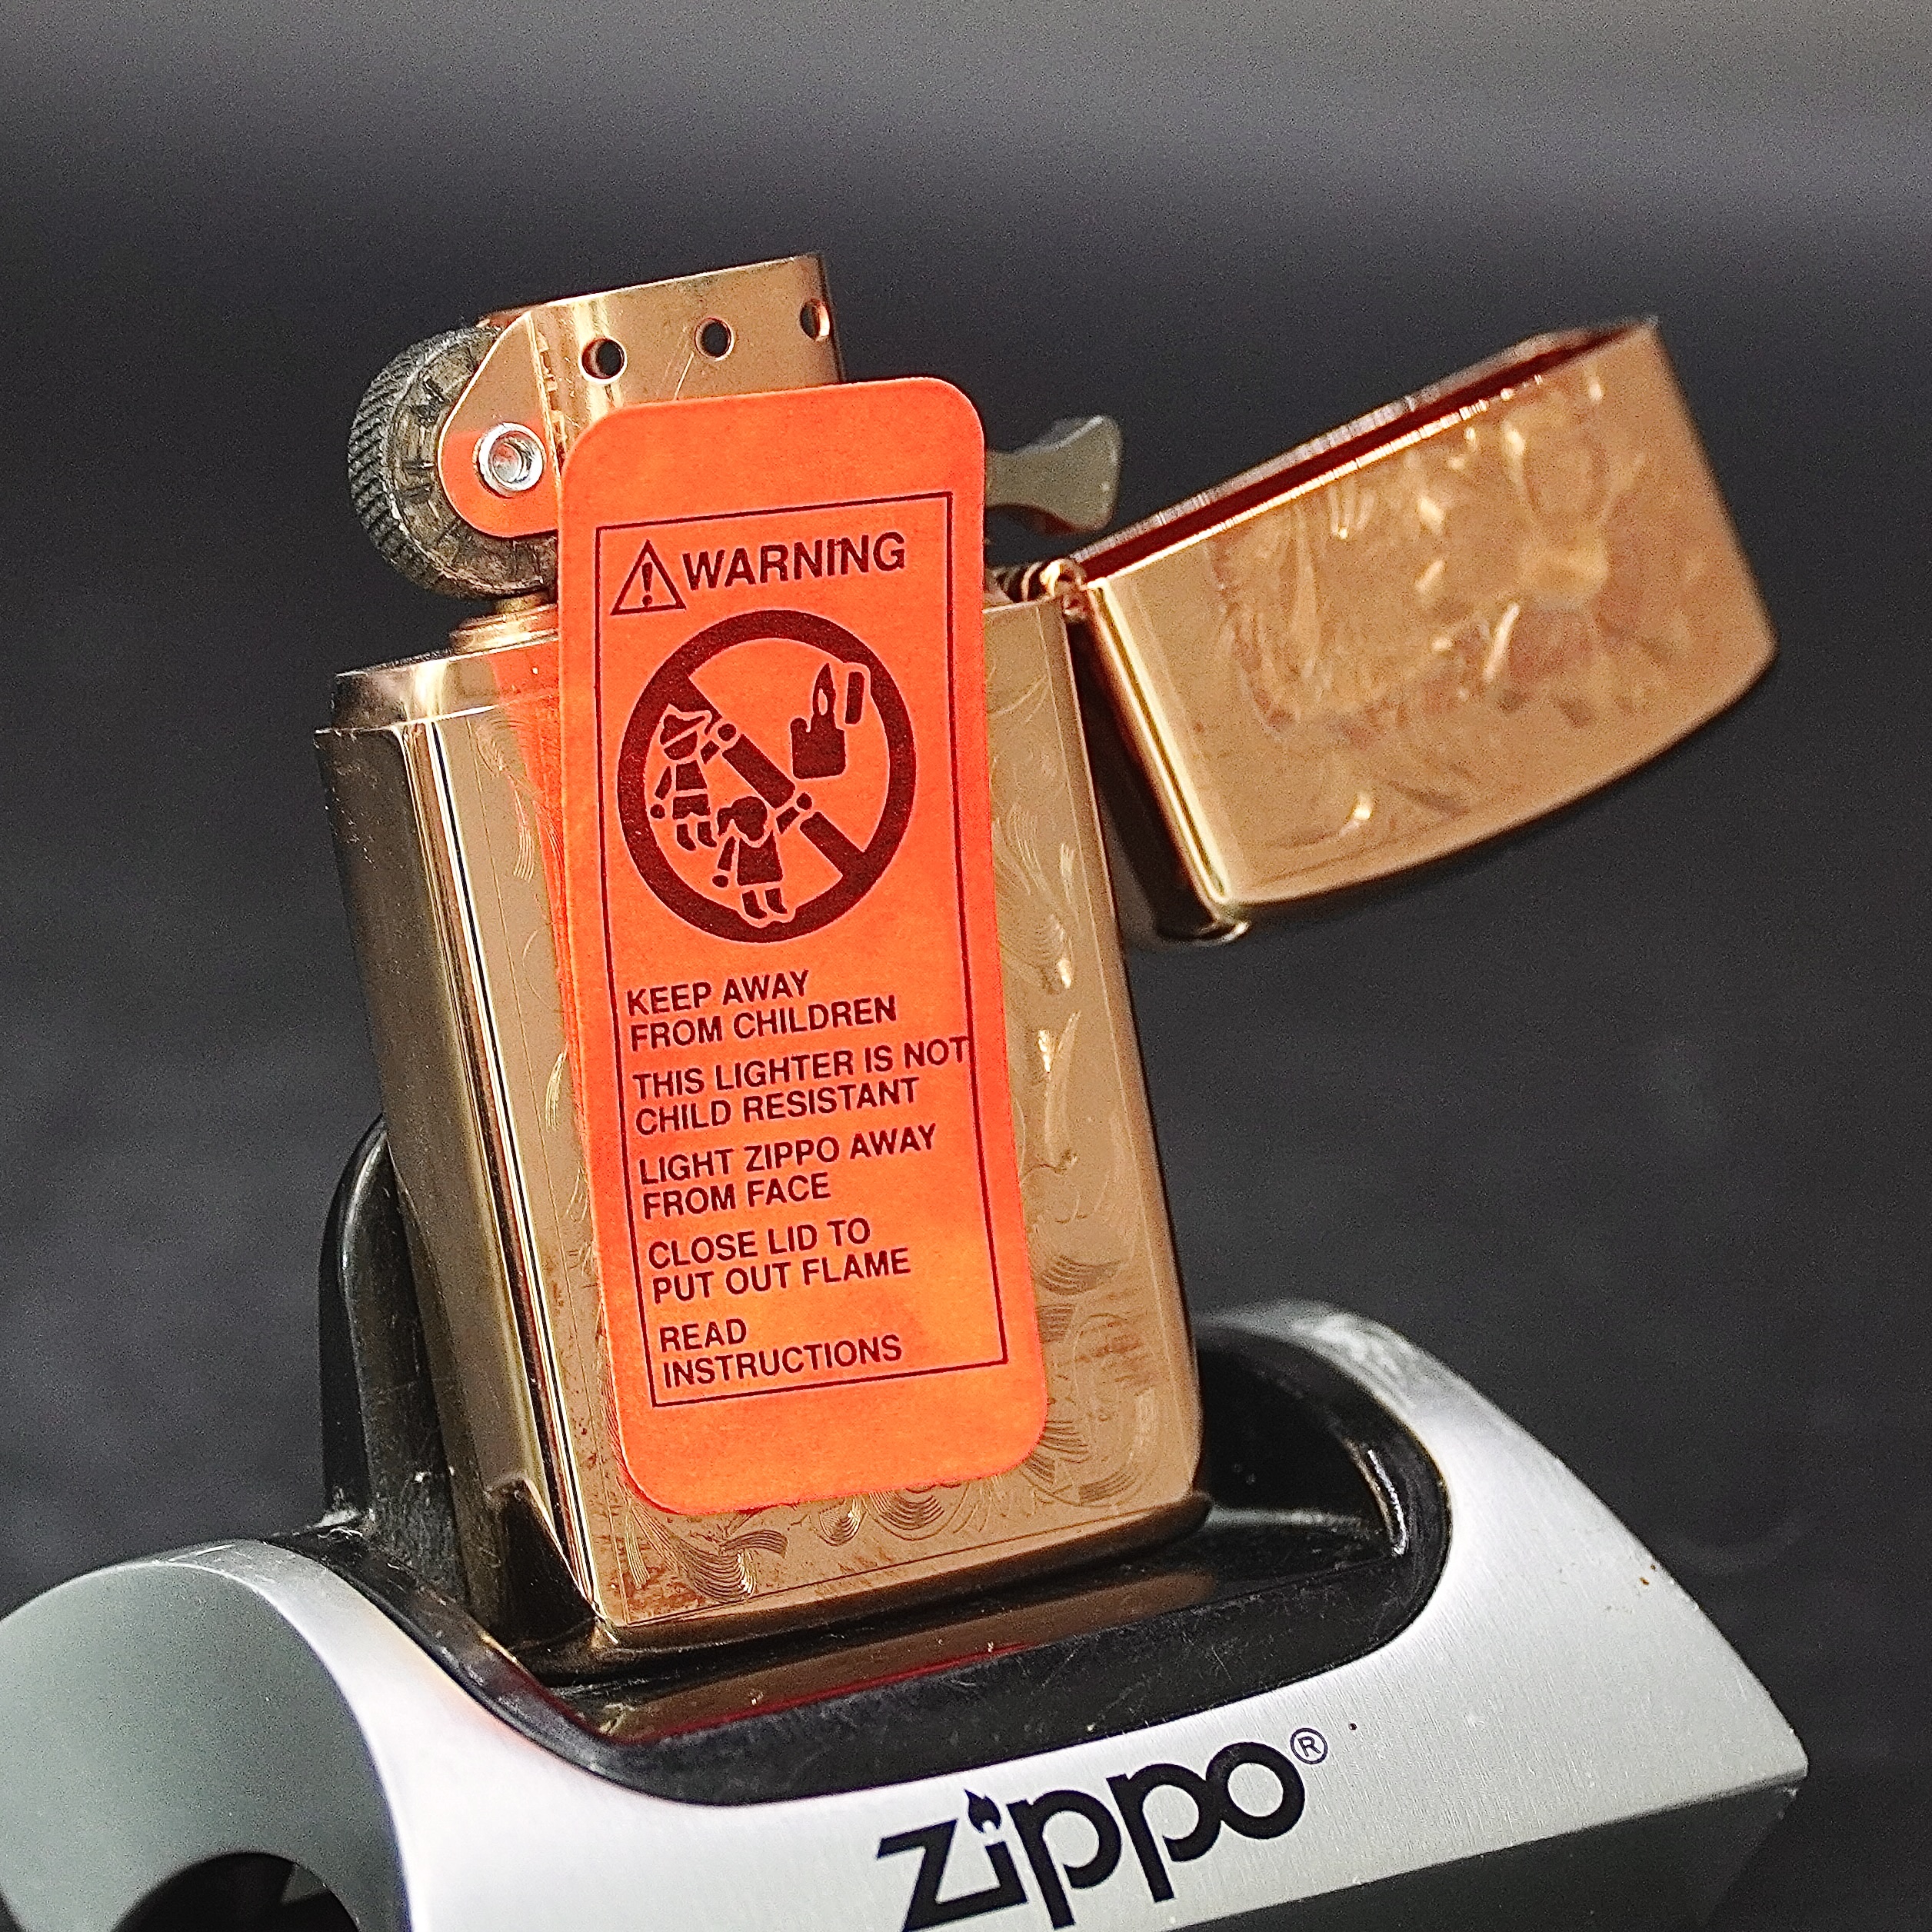 WARNING
KEEP AWAY
FROM CHILDREN
THIS LIGHTER IS NOT
CHILD RESISTANT
LIGHT ZIPPO AWAY
FROM FACE
CLOSE LID TO
PUT OUT FLAME
READ
INSTRUCTIONS
zippo®